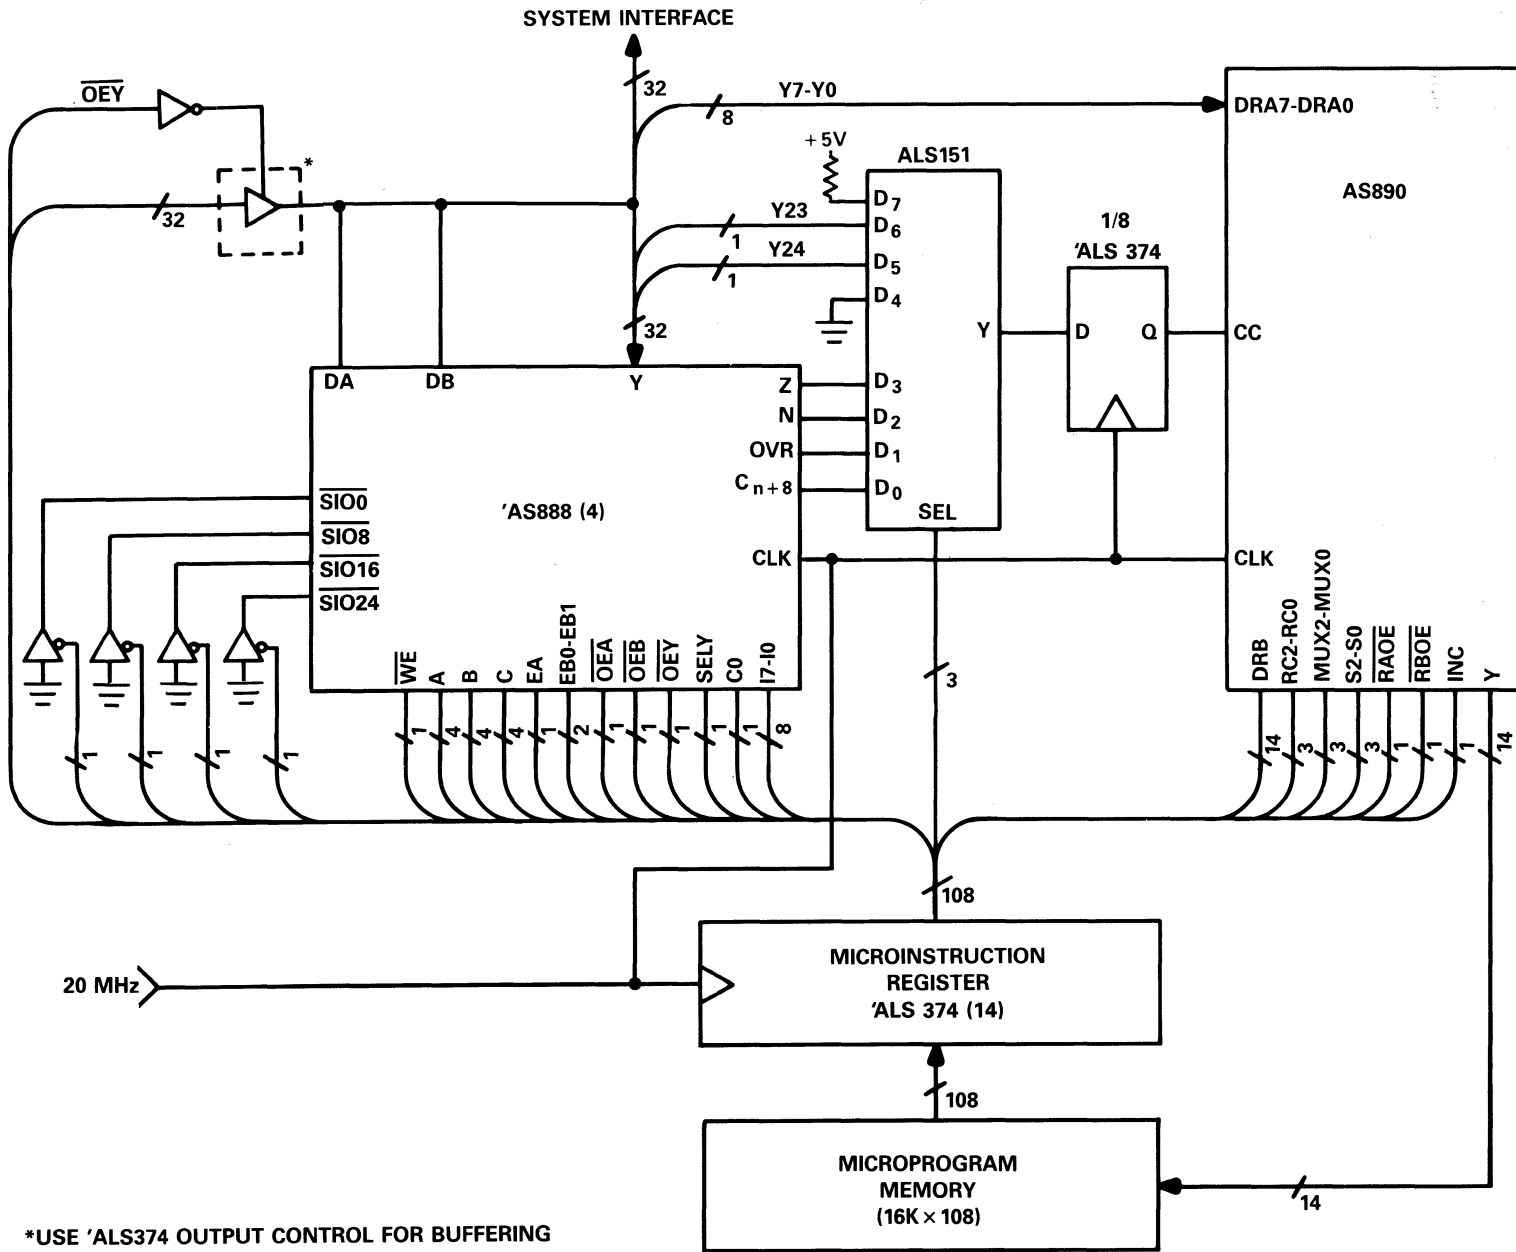 SYSTEM INTERFACE
32
OEY
Y7-Y0
8
DRA7-DRA0
+5V
ALS151
*
AS890
32
D7
Y23
D6
1
1/8
'ALS 374
Y24
D5
1
D4
32
Y
D
Q
CC
DA
DB
Y
Z
D3
N
D2
OVR
D1
Cn+8
D0
SIO0
'AS888 (4)
SEL
SIO8
CLK
CLK
SIO16
SIO24
WE
A
B
C
EA
EB0-EB1
OEA
OEB
OEY
SELY
C0
I7-I0
3
DRB
RC2-RC0
MUX2-MUX0
S2-S0
RAOE
RBOE
INC
Y
1
1
1
1
1
4
4
4
1
2
1
1
1
1
1
8
14
3
3
3
1
1
1
14
108
MICROINSTRUCTION
REGISTER
'ALS 374 (14)
20 MHz
108
MICROPROGRAM
MEMORY
(16K × 108)
14
*USE 'ALS374 OUTPUT CONTROL FOR BUFFERING